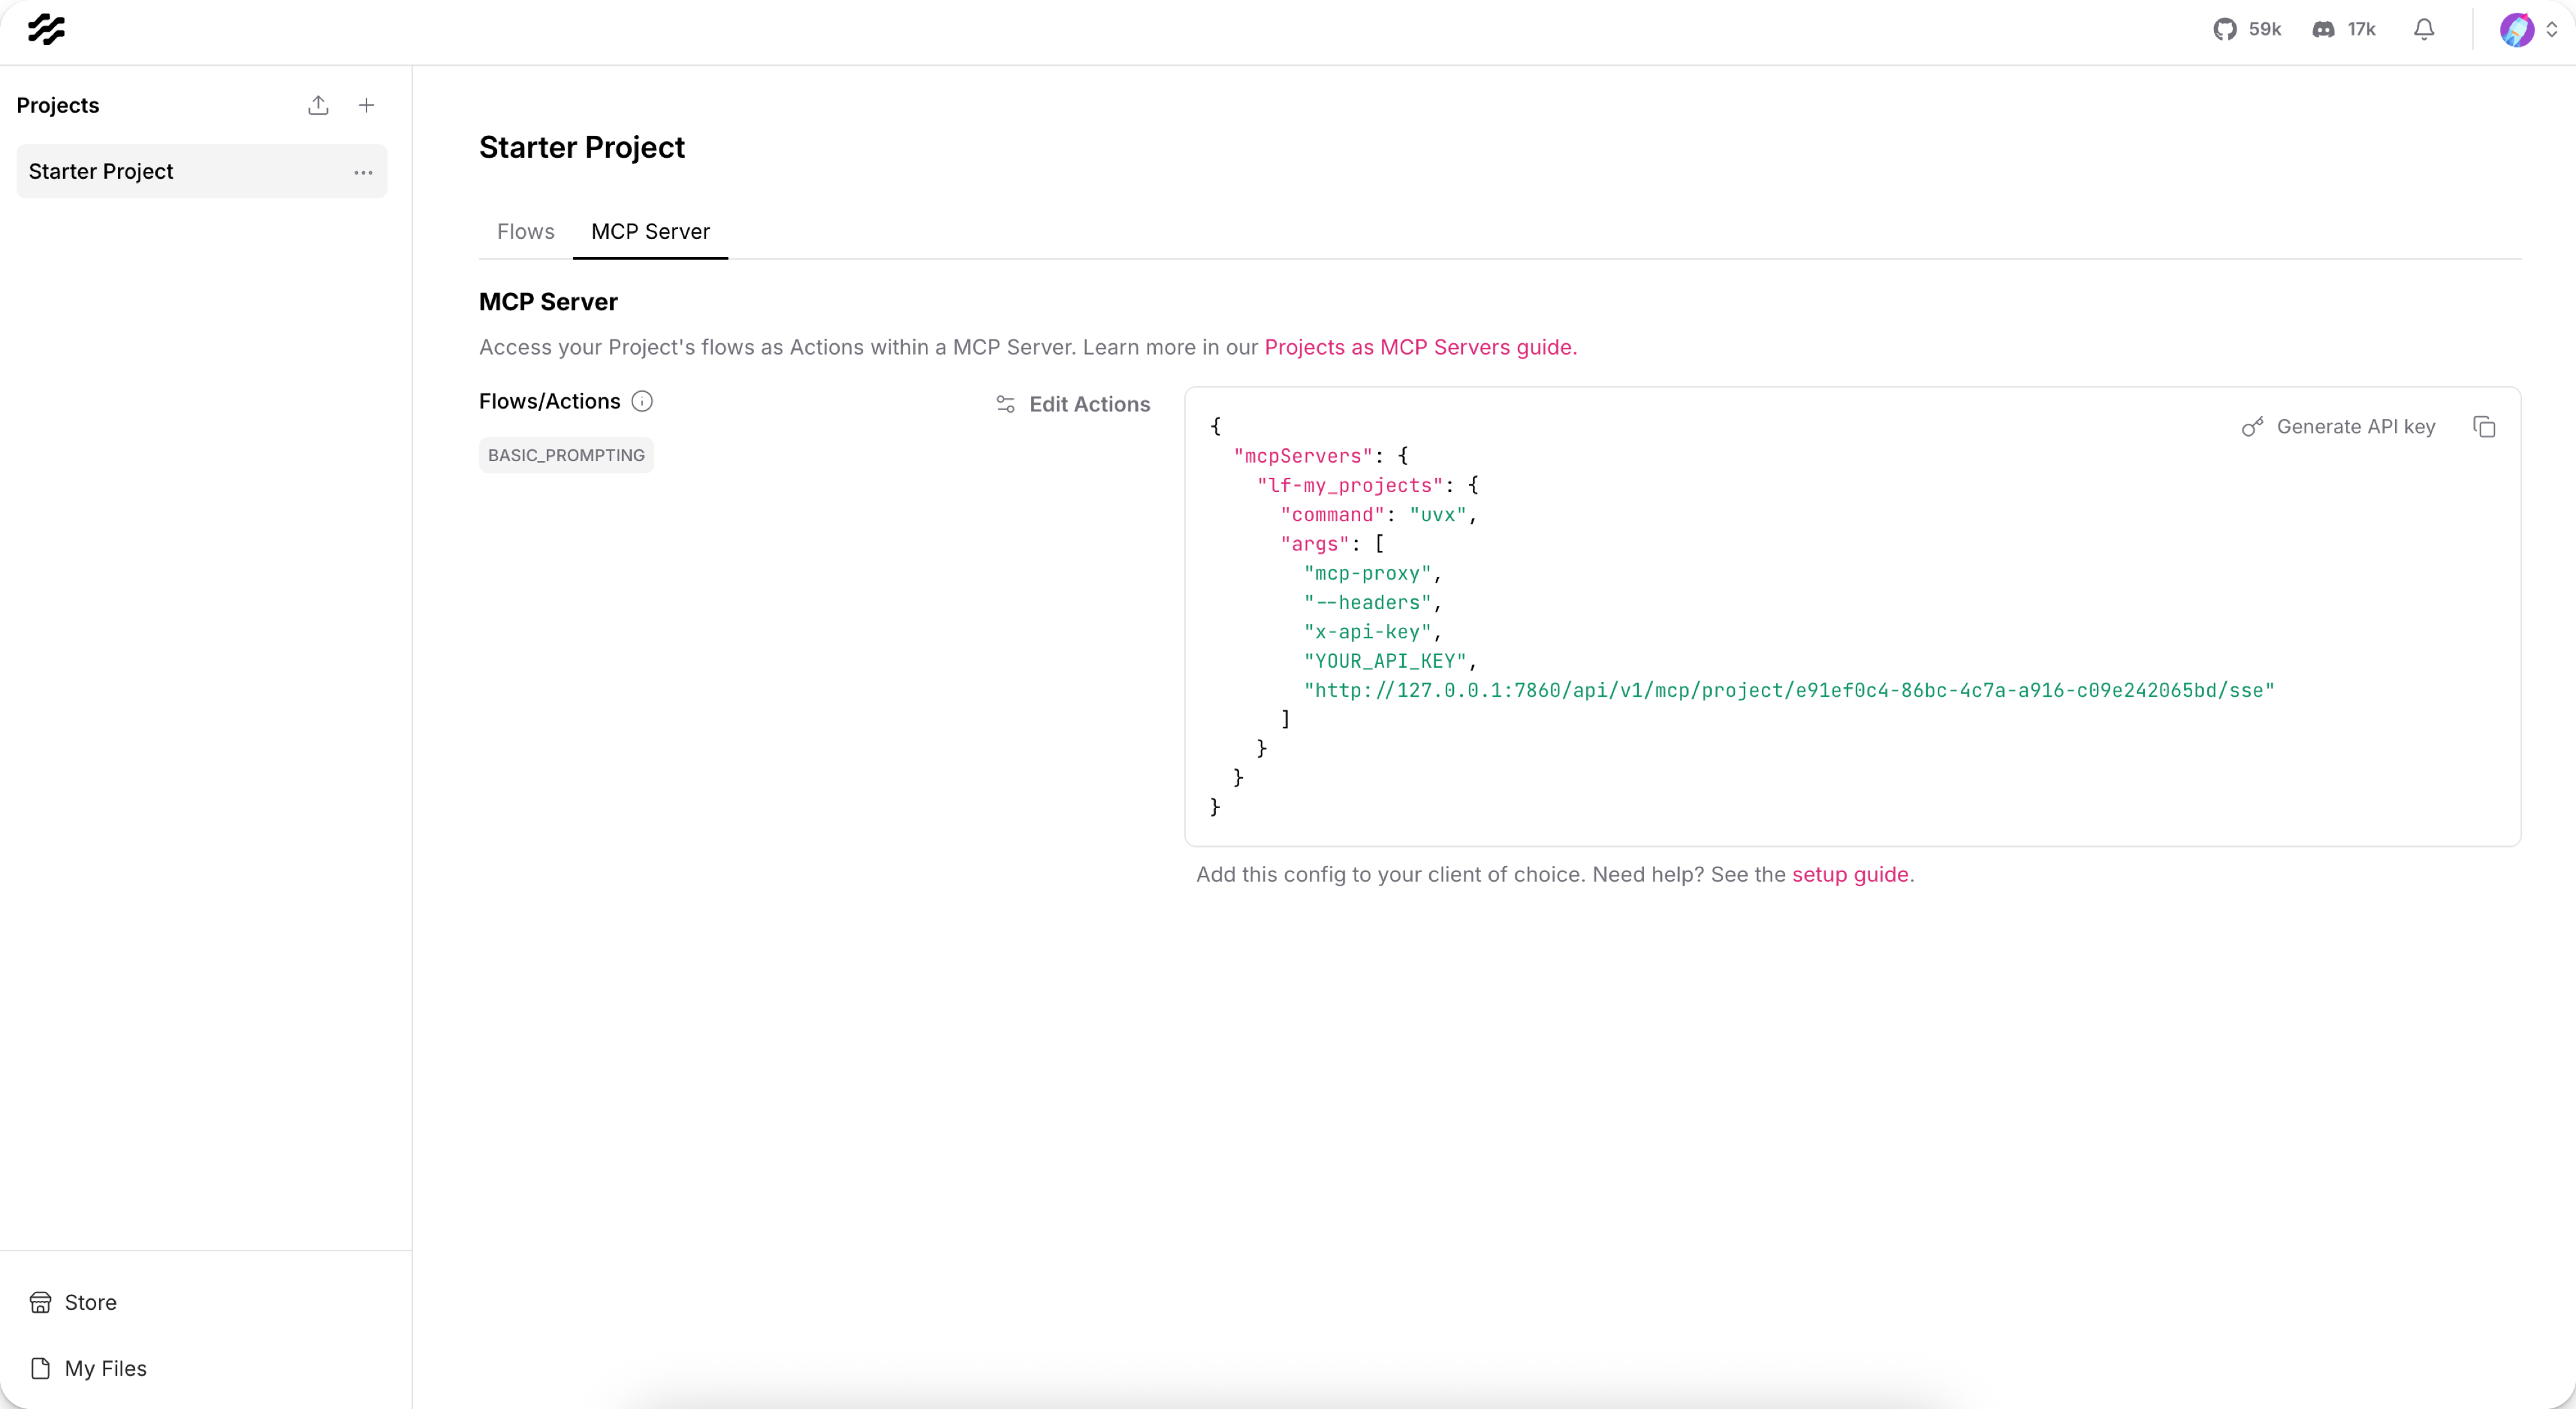 59k
17k
Projects
Starter Project
Starter Project
Flows
MCP Server
MCP Server
Access your Project's flows as Actions within a MCP Server. Learn more in our Projects as MCP Servers guide.
Flows/Actions
Edit Actions
BASIC_PROMPTING
Generate API key
{
  "mcpServers": {
    "lf-my_projects": {
      "command": "uvx",
      "args": [
        "mcp-proxy",
        "--headers",
        "x-api-key",
        "YOUR_API_KEY",
        "http://127.0.0.1:7860/api/v1/mcp/project/e91ef0c4-86bc-4c7a-a916-c09e242065bd/sse"
      ]
    }
  }
}
Add this config to your client of choice. Need help? See the setup guide.
Store
My Files